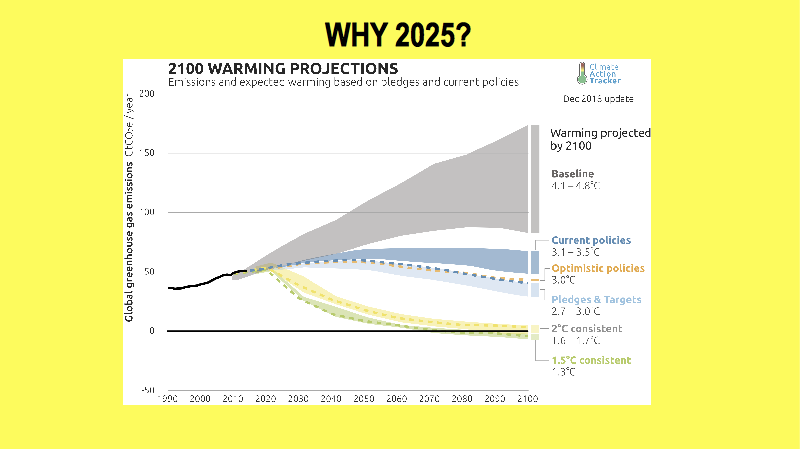 WHY 2025?
2100 WARMING PROJECTIONS
Emissions and expected warming based on pledges and current policies
Climate
Action
Tracker
Dec 2018 update
Global greenhouse gas emissions GtCO₂e / year
200
150
100
50
0
-50
1990 2000 2010 2020 2030 2040 2050 2060 2070 2080 2090 2100
Warming projected
by 2100
Baseline
4.1 – 4.8°C
Current policies
3.1 – 3.5°C
Optimistic policies
3.0°C
Pledges & Targets
2.7 – 3.0°C
2°C consistent
1.6 – 1.7°C
1.5°C consistent
1.3°C